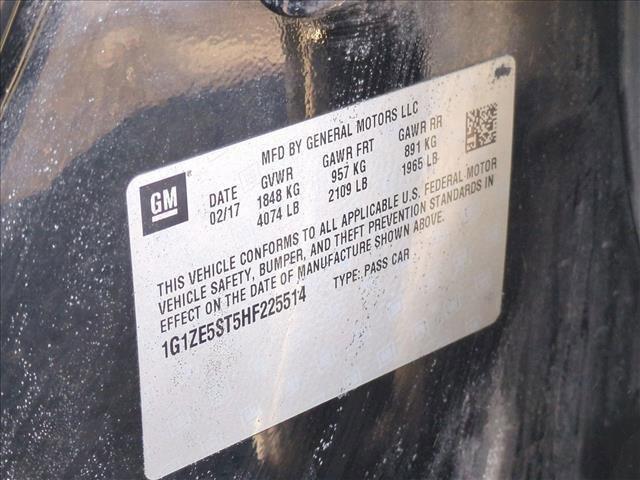 MFD BY GENERAL MOTORS LLC
GM
DATE GVWR GAWR FRT GAWR RR
02/17 1848 KG 957 KG 891 KG
4074 LB 2109 LB 1965 LB
THIS VEHICLE CONFORMS TO ALL APPLICABLE U.S. FEDERAL MOTOR
VEHICLE SAFETY, BUMPER, AND THEFT PREVENTION STANDARDS IN
EFFECT ON THE DATE OF MANUFACTURE SHOWN ABOVE.
1G1ZE5ST5HF225514 TYPE: PASS CAR